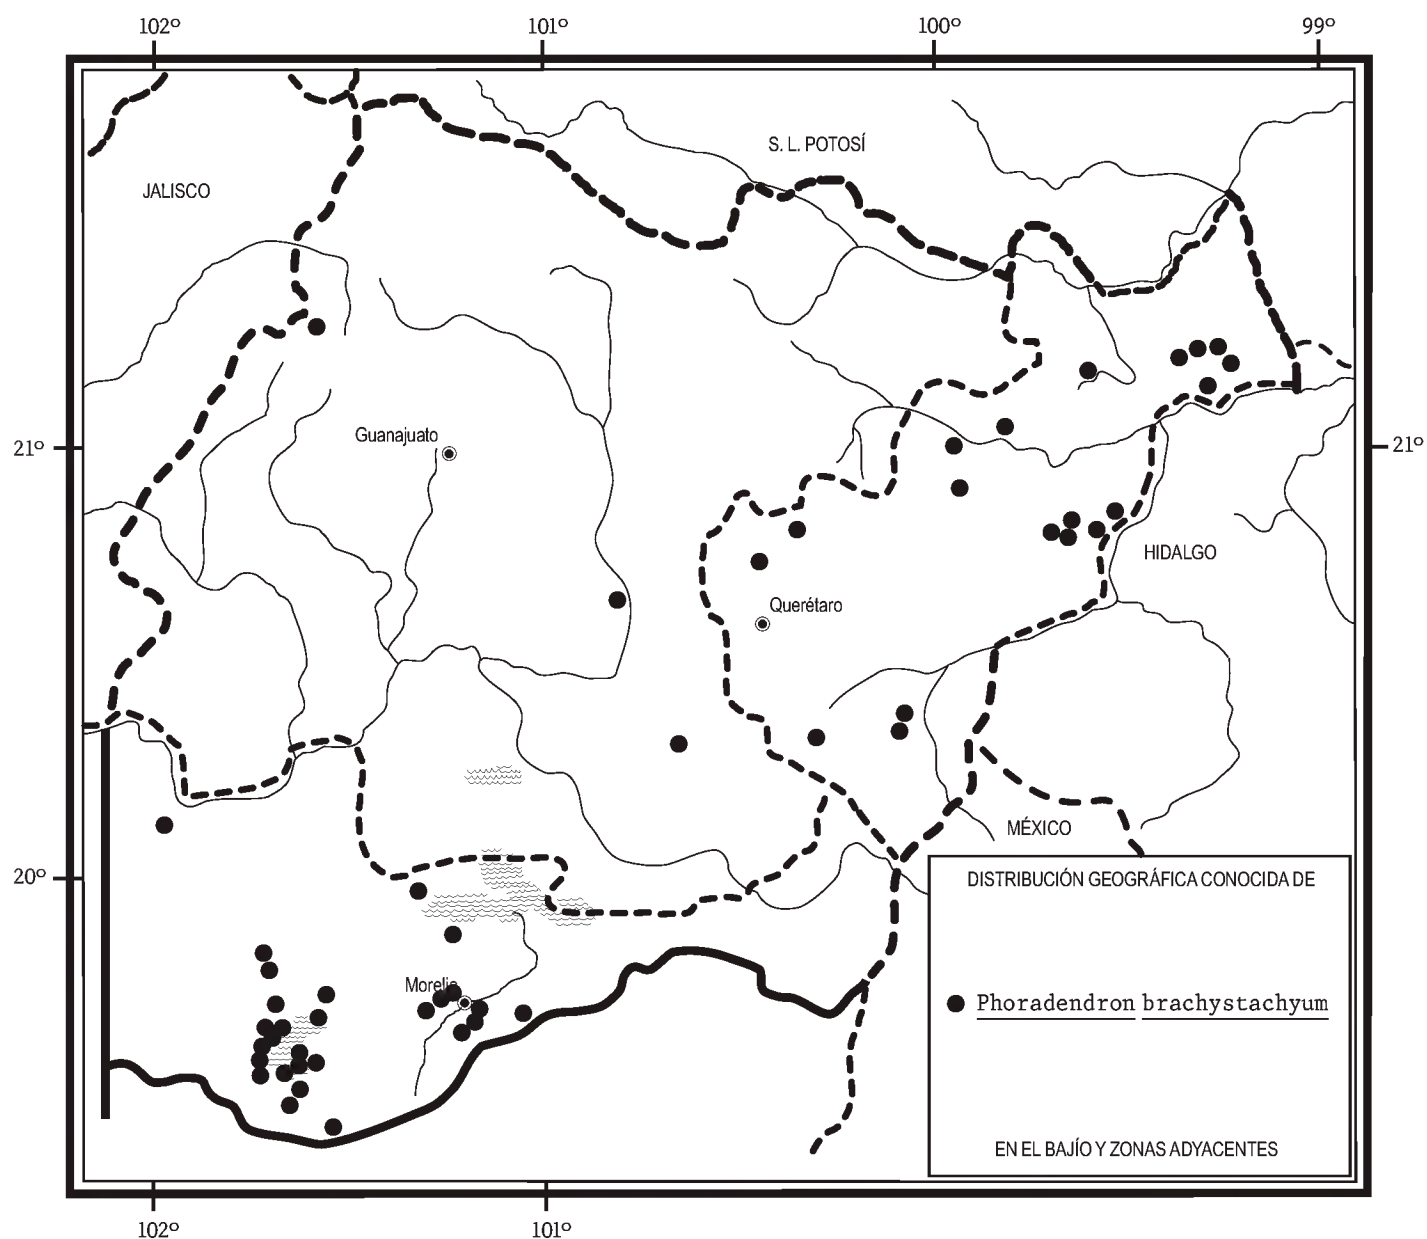 102º 101º 100º 99º
S. L. POTOSÍ
JALISCO
Guanajuato
21º
21º
HIDALGO
Querétaro
MÉXICO
20º
DISTRIBUCIÓN GEOGRÁFICA CONOCIDA DE
Morelia
Phoradendron brachystachyum
EN EL BAJÍO Y ZONAS ADYACENTES
102º 101º